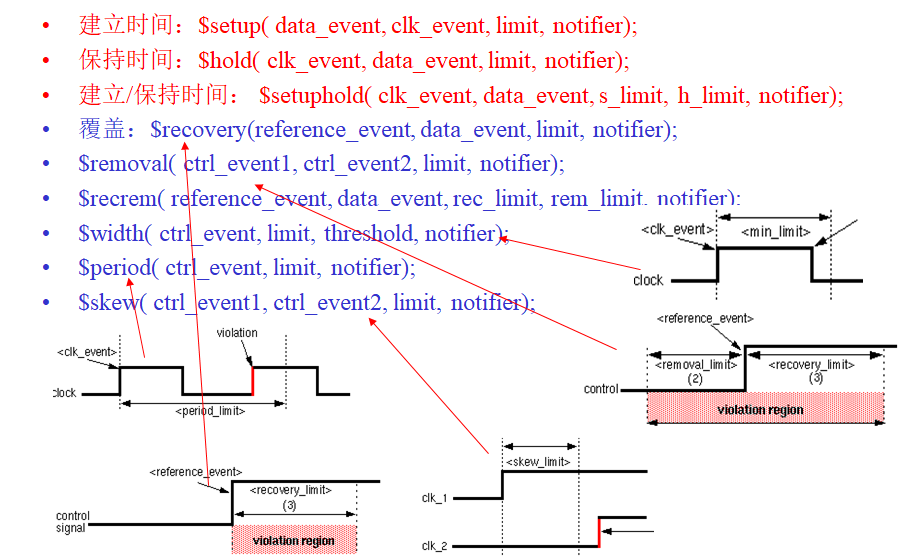 • 建立时间：$setup( data_event, clk_event, limit, notifier);
• 保持时间：$hold( clk_event, data_event, limit, notifier);
• 建立/保持时间： $setuphold( clk_event, data_event, s_limit, h_limit, notifier);
• 覆盖：$recovery(reference_event, data_event, limit, notifier);
• $removal( ctrl_event1, ctrl_event2, limit, notifier);
• $recrem( reference_event, data_event, rec_limit, rem_limit, notifier);
• $width( ctrl_event, limit, threshold, notifier);
• $period( ctrl_event, limit, notifier);
• $skew( ctrl_event1, ctrl_event2, limit, notifier);
<clk_event>
<min_limit>
clock
<reference_event>
<removal_limit>
(2)
<recovery_limit>
(3)
control
violation region
violation
<clk_event>
clock
<period_limit>
<reference_event>
<recovery_limit>
(3)
control
signal
violation region
<skew_limit>
clk_1
clk_2